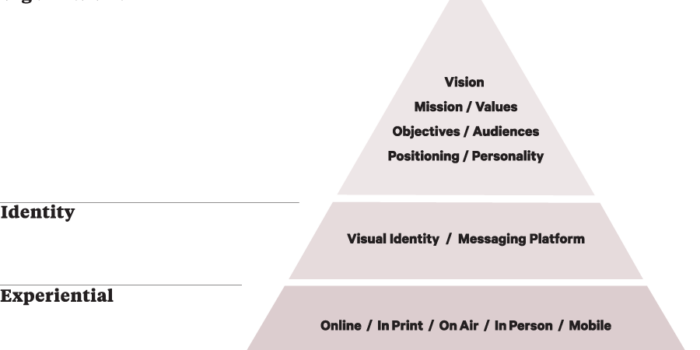 Vision
Mission / Values
Objectives / Audiences
Positioning / Personality
Identity
Visual Identity / Messaging Platform
Experiential
Online / In Print / On Air / In Person / Mobile